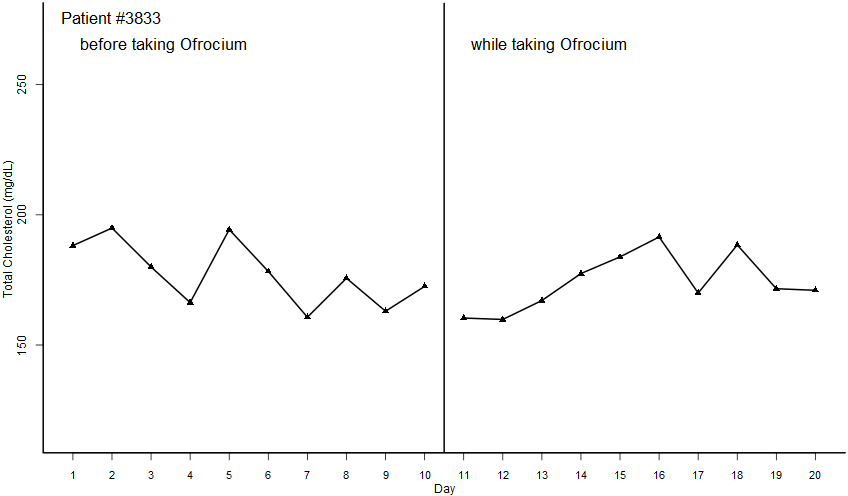 Patient #3833
before taking Ofrocium
while taking Ofrocium
Total Cholesterol (mg/dL)
250
200
150
1 2 3 4 5 6 7 8 9 10 11 12 13 14 15 16 17 18 19 20
Day